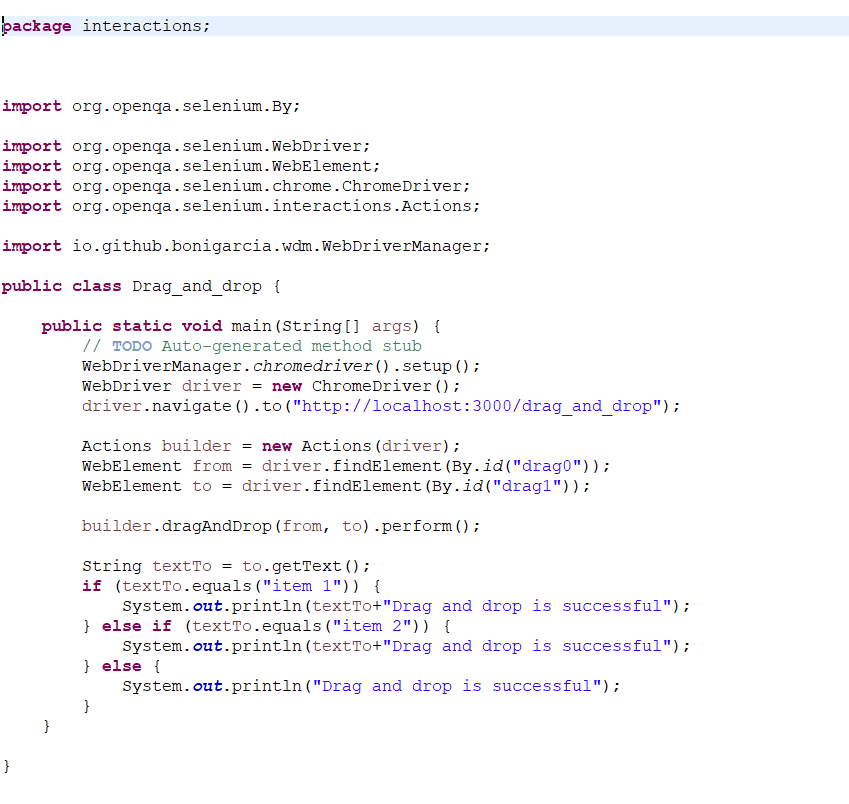 package interactions;
import org.openqa.selenium.By;
import org.openqa.selenium.WebDriver;
import org.openqa.selenium.WebElement;
import org.openqa.selenium.chrome.ChromeDriver;
import org.openqa.selenium.interactions.Actions;
import io.github.bonigarcia.wdm.WebDriverManager;
public class Drag_and_drop {
    public static void main(String[] args) {
        // TODO Auto-generated method stub
        WebDriverManager.chromedriver().setup();
        WebDriver driver = new ChromeDriver();
        driver.navigate().to("http://localhost:3000/drag_and_drop");
        Actions builder = new Actions(driver);
        WebElement from = driver.findElement(By.id("drag0"));
        WebElement to = driver.findElement(By.id("drag1"));
        builder.dragAndDrop(from, to).perform();
        String textTo = to.getText();
        if (textTo.equals("item 1")) {
            System.out.println(textTo+"Drag and drop is successful");
        } else if (textTo.equals("item 2")) {
            System.out.println(textTo+"Drag and drop is successful");
        } else {
            System.out.println("Drag and drop is successful");
        }
    }
}